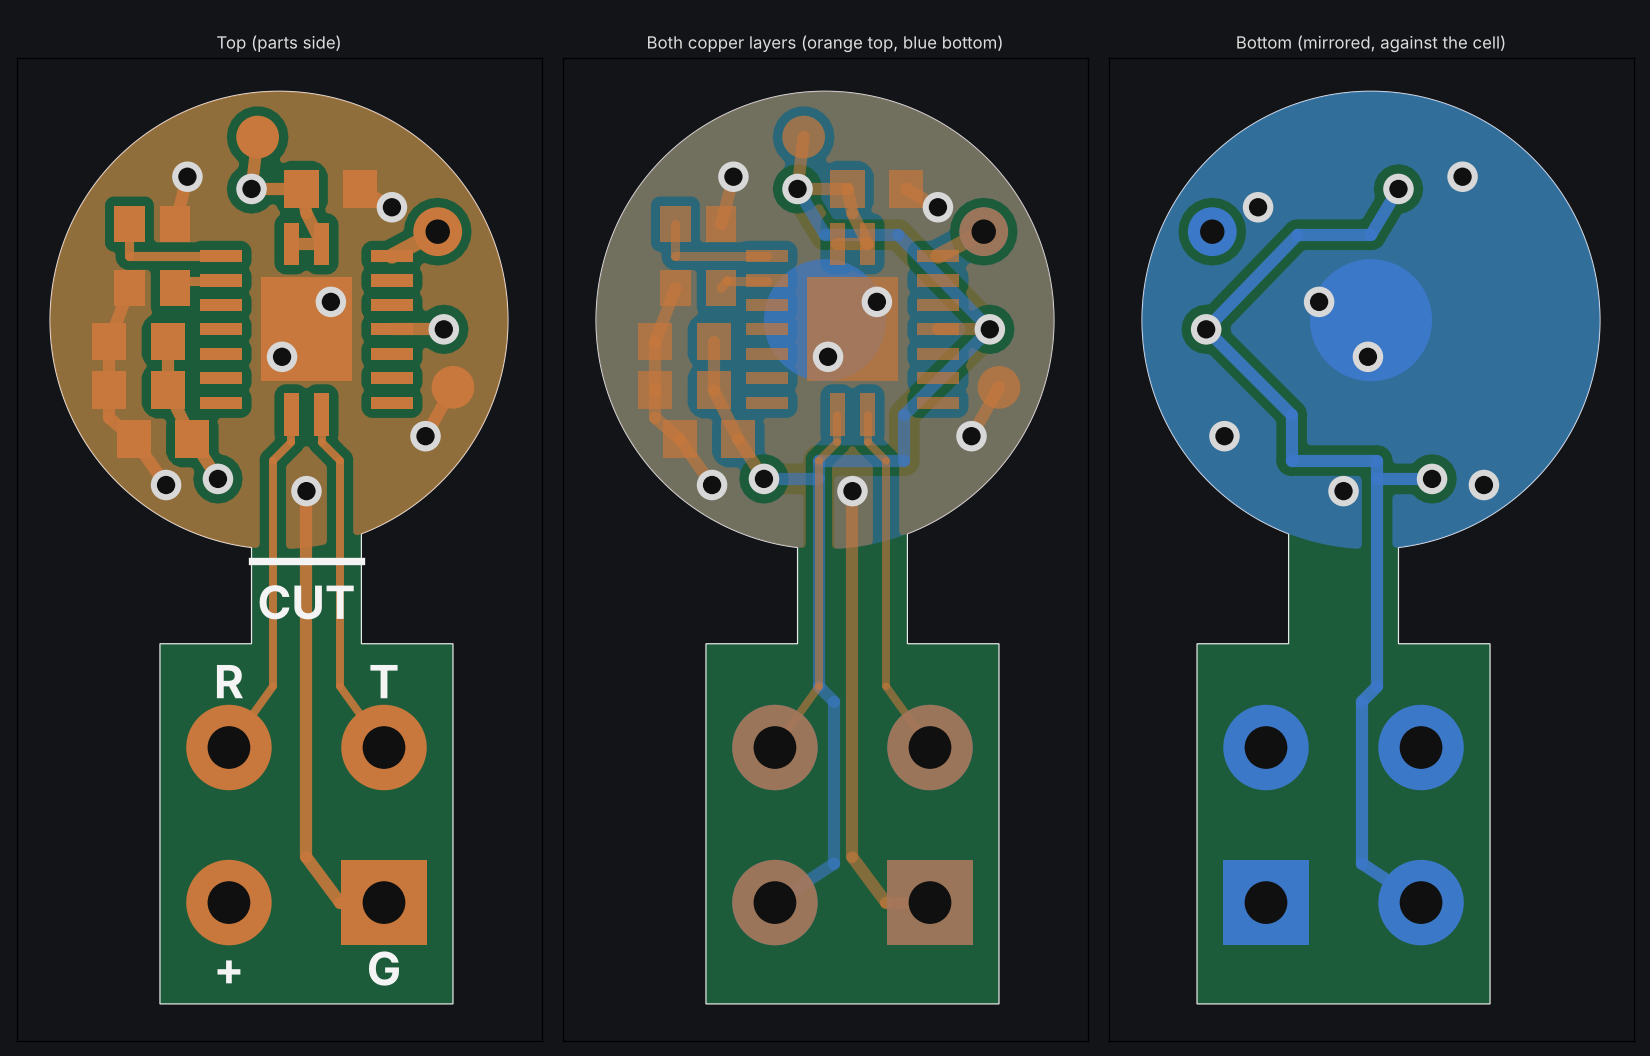 Top (parts side)
Both copper layers (orange top, blue bottom)
Bottom (mirrored, against the cell)
CUT
R T
+ G